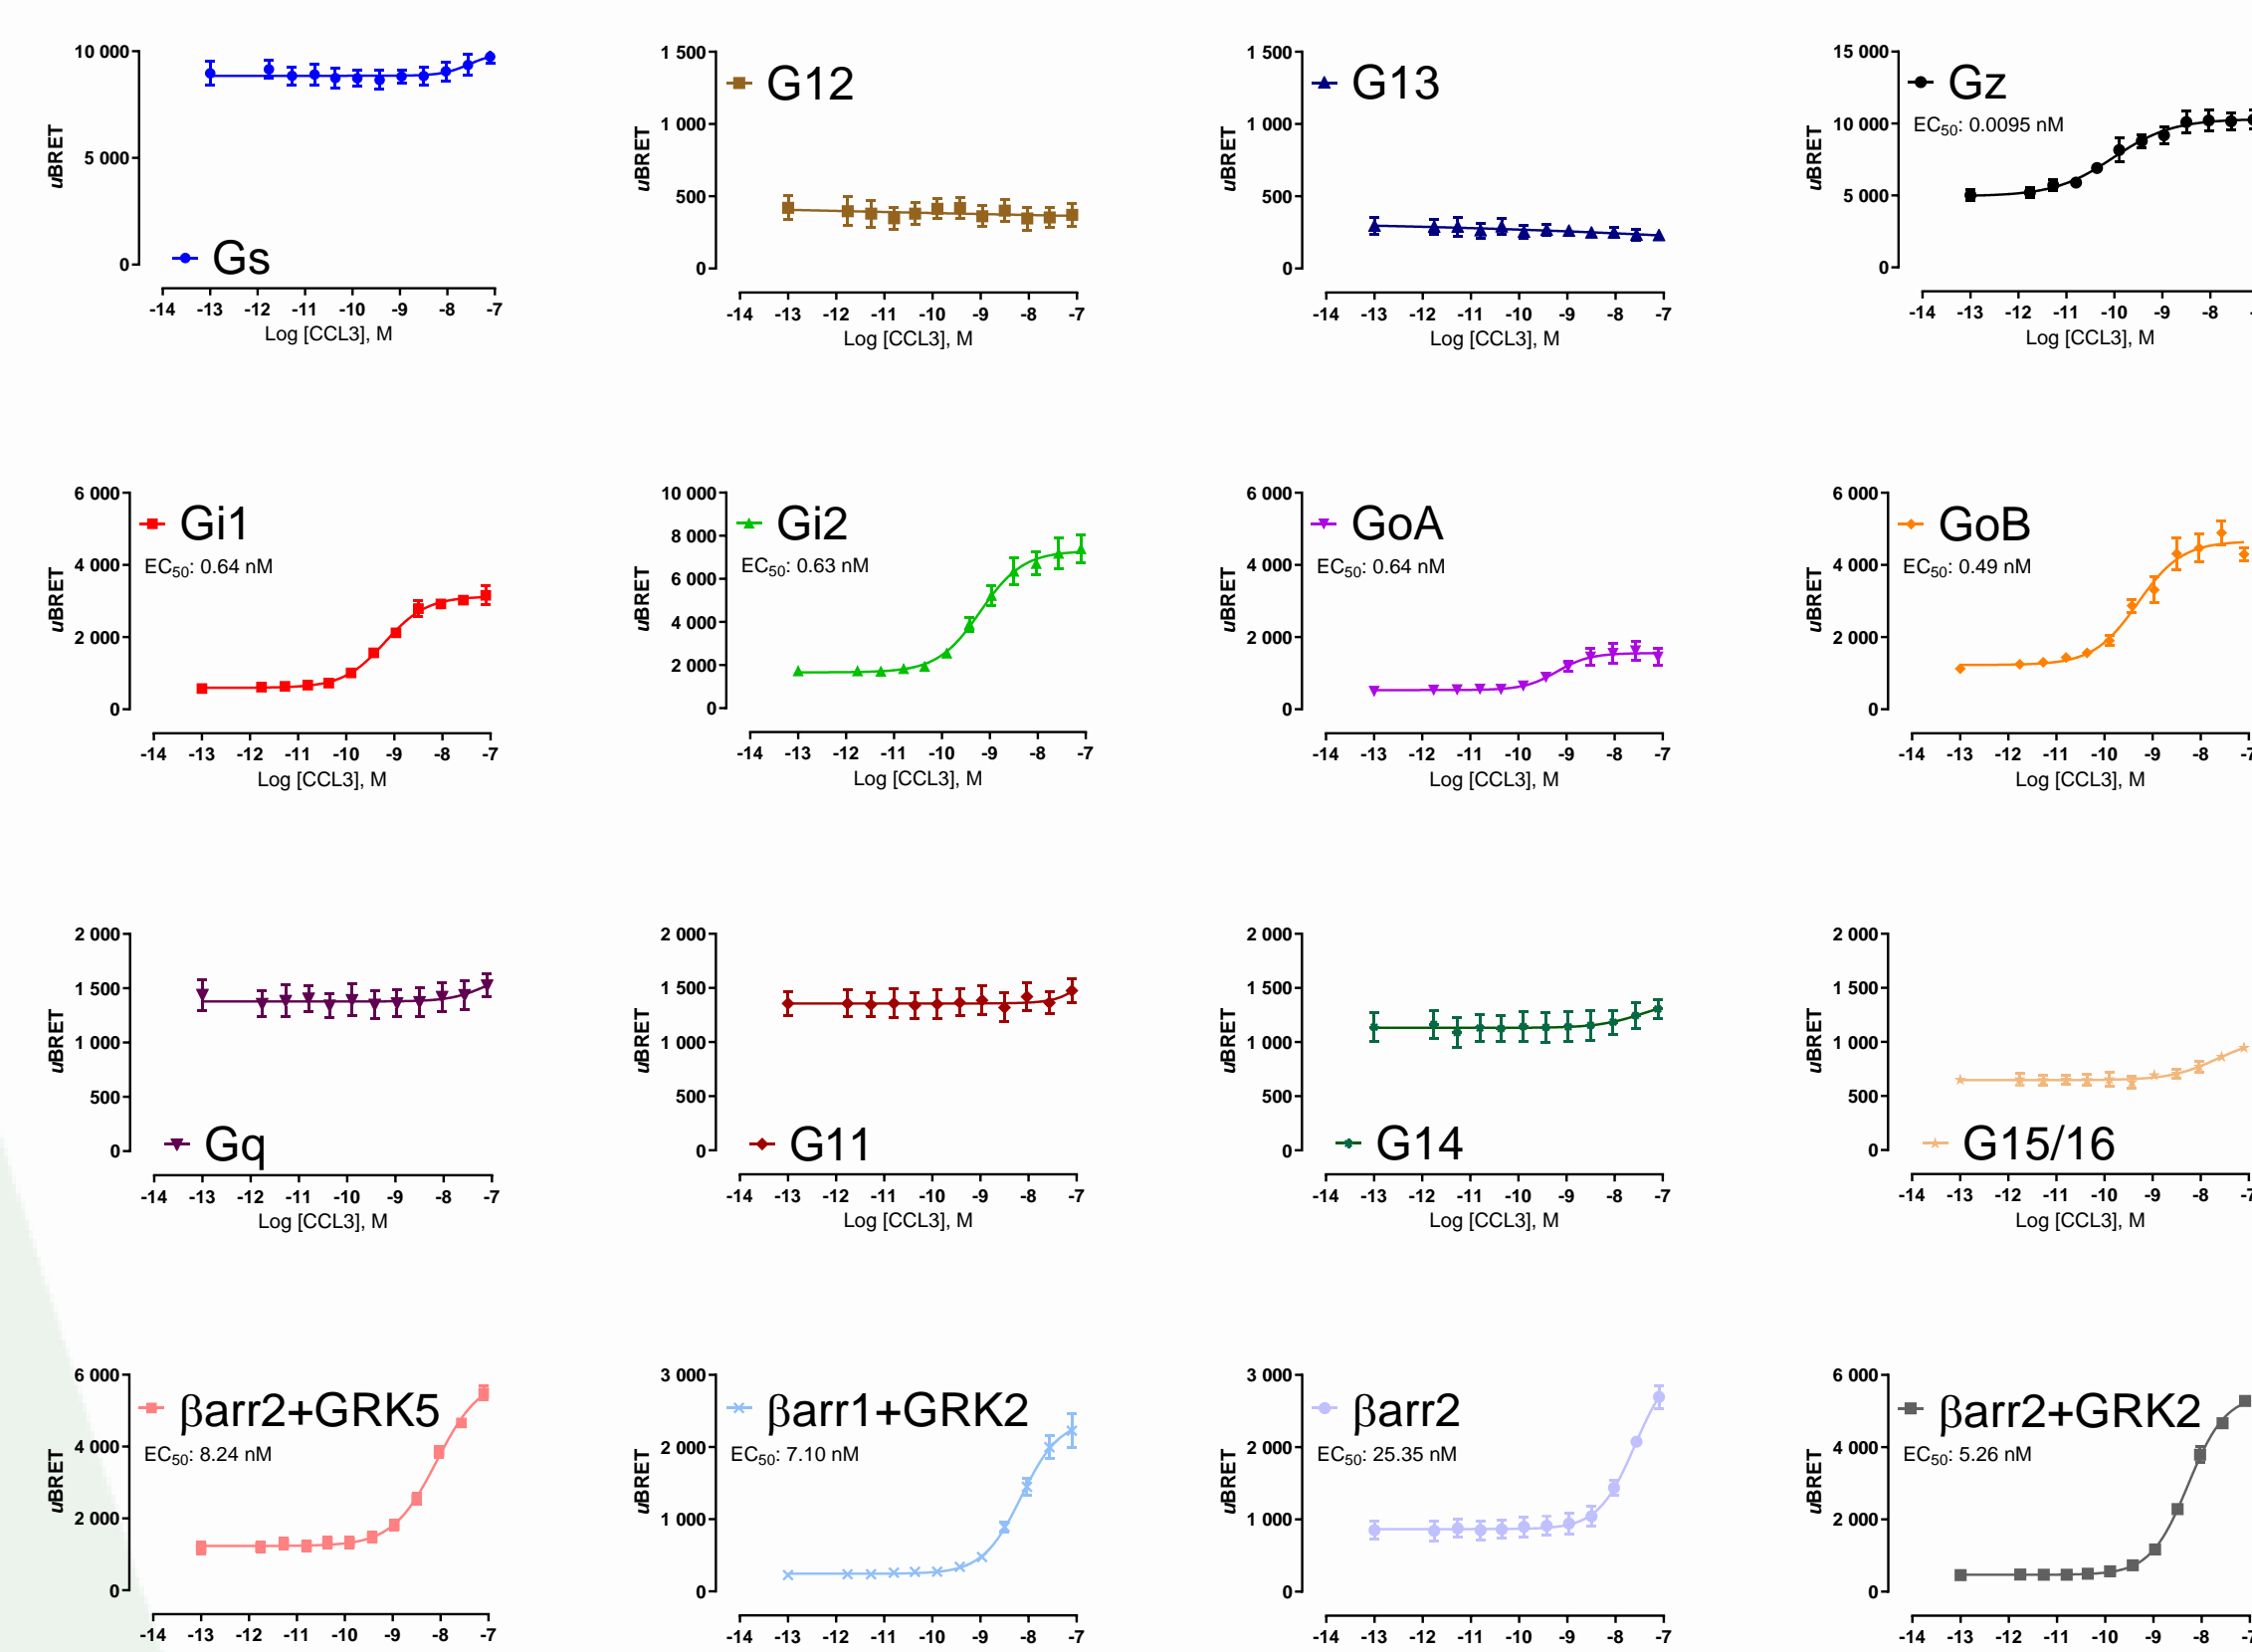 10 000
5 000
0
uBRET
Gs
-14 -13 -12 -11 -10 -9 -8 -7
Log [CCL3], M
1 500
1 000
500
0
uBRET
G12
-14 -13 -12 -11 -10 -9 -8 -7
Log [CCL3], M
1 500
1 000
500
0
uBRET
G13
-14 -13 -12 -11 -10 -9 -8 -7
Log [CCL3], M
15 000
10 000
5 000
0
uBRET
Gz
EC50: 0.0095 nM
-14 -13 -12 -11 -10 -9 -8
Log [CCL3], M
6 000
4 000
2 000
0
uBRET
Gi1
EC50: 0.64 nM
-14 -13 -12 -11 -10 -9 -8 -7
Log [CCL3], M
10 000
8 000
6 000
4 000
2 000
0
uBRET
Gi2
EC50: 0.63 nM
-14 -13 -12 -11 -10 -9 -8 -7
Log [CCL3], M
6 000
4 000
2 000
0
uBRET
GoA
EC50: 0.64 nM
-14 -13 -12 -11 -10 -9 -8 -7
Log [CCL3], M
6 000
4 000
2 000
0
uBRET
GoB
EC50: 0.49 nM
-14 -13 -12 -11 -10 -9 -8 -7
Log [CCL3], M
2 000
1 500
1 000
500
0
uBRET
Gq
-14 -13 -12 -11 -10 -9 -8 -7
Log [CCL3], M
2 000
1 500
1 000
500
0
uBRET
G11
-14 -13 -12 -11 -10 -9 -8 -7
Log [CCL3], M
2 000
1 500
1 000
500
0
uBRET
G14
-14 -13 -12 -11 -10 -9 -8 -7
Log [CCL3], M
2 000
1 500
1 000
500
0
uBRET
G15/16
-14 -13 -12 -11 -10 -9 -8 -7
Log [CCL3], M
6 000
4 000
2 000
0
uBRET
βarr2+GRK5
EC50: 8.24 nM
-14 -13 -12 -11 -10 -9 -8 -7
3 000
2 000
1 000
0
uBRET
βarr1+GRK2
EC50: 7.10 nM
-14 -13 -12 -11 -10 -9 -8 -7
3 000
2 000
1 000
0
uBRET
βarr2
EC50: 25.35 nM
-14 -13 -12 -11 -10 -9 -8 -7
6 000
4 000
2 000
0
uBRET
βarr2+GRK2
EC50: 5.26 nM
-14 -13 -12 -11 -10 -9 -8 -7